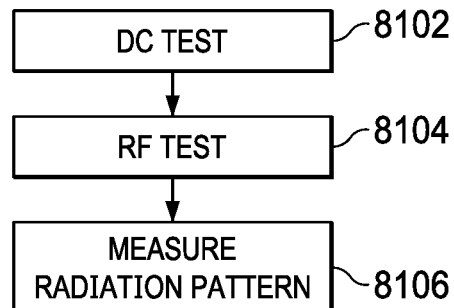 DC TEST 8102
RF TEST 8104
MEASURE
RADIATION PATTERN 8106